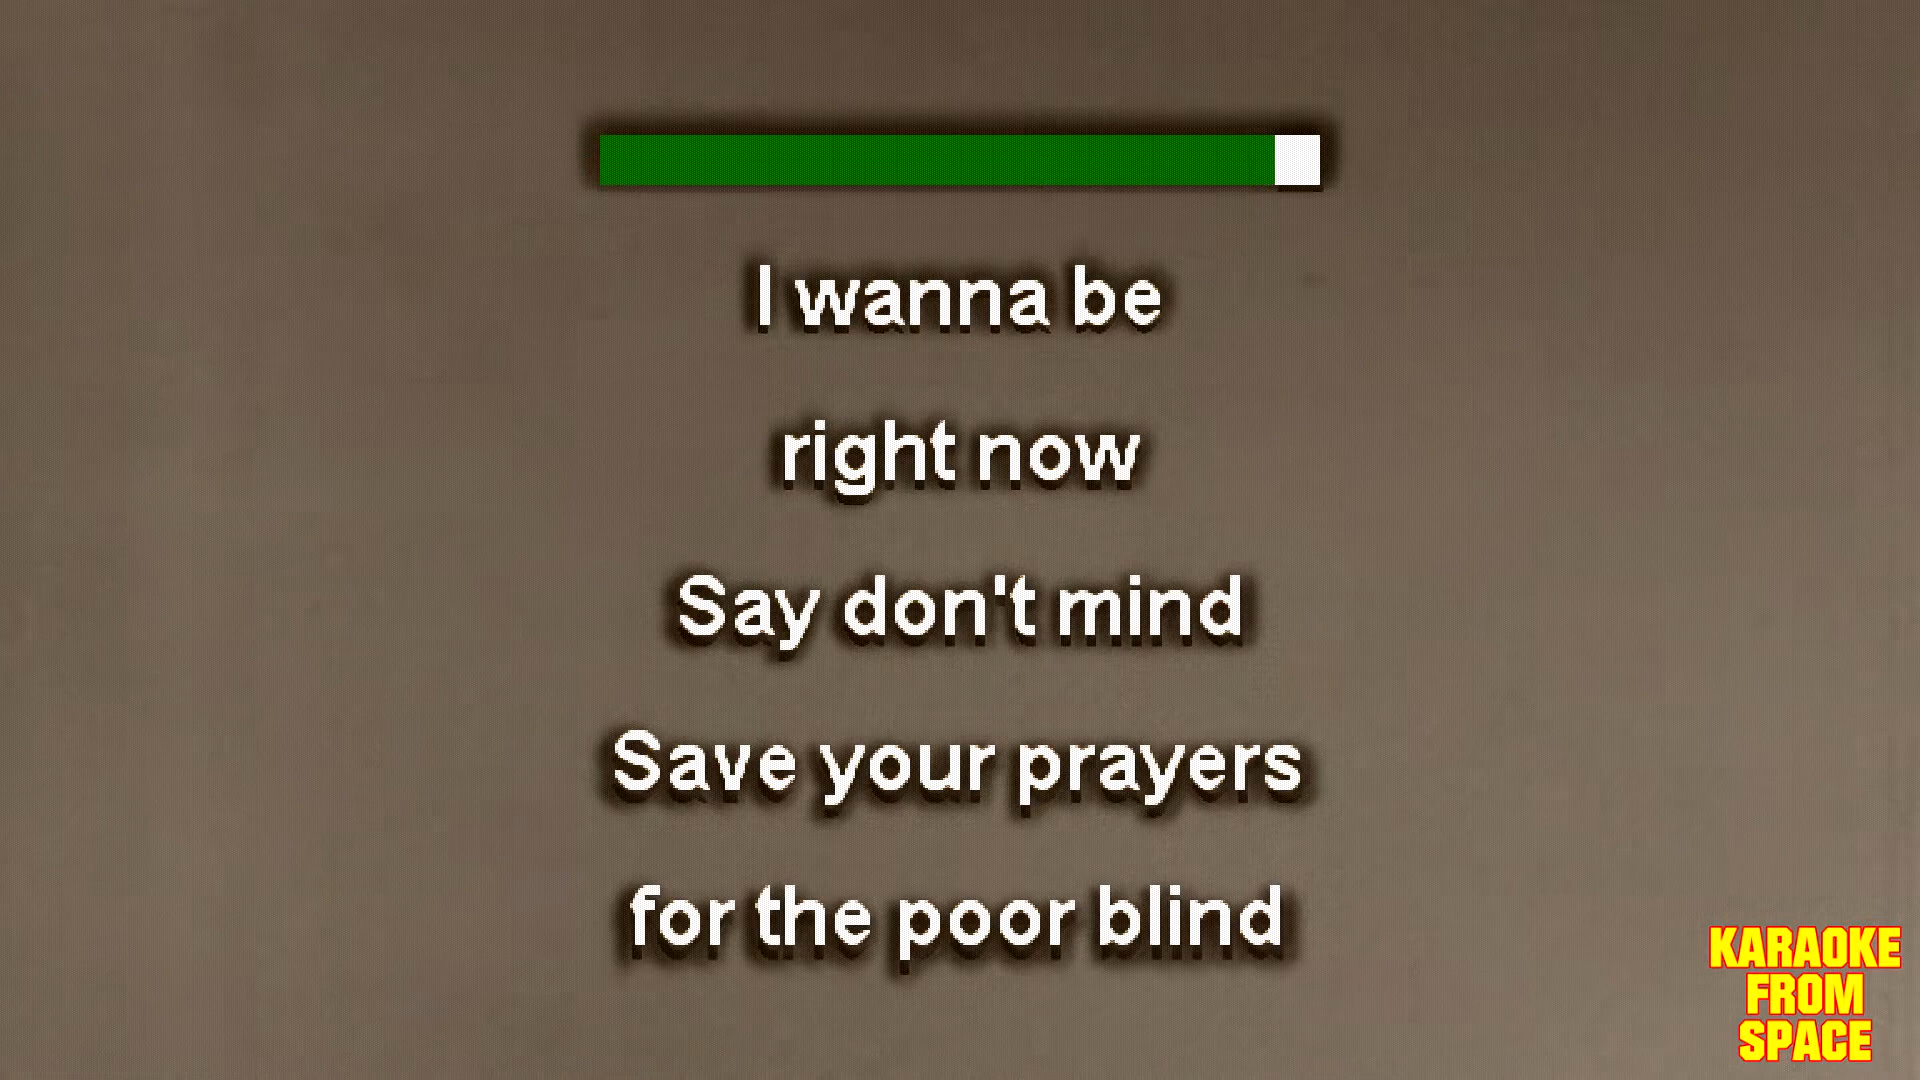 I wanna be
right now
Say don't mind
Save your prayers
for the poor blind
KARAOKE
FROM
SPACE